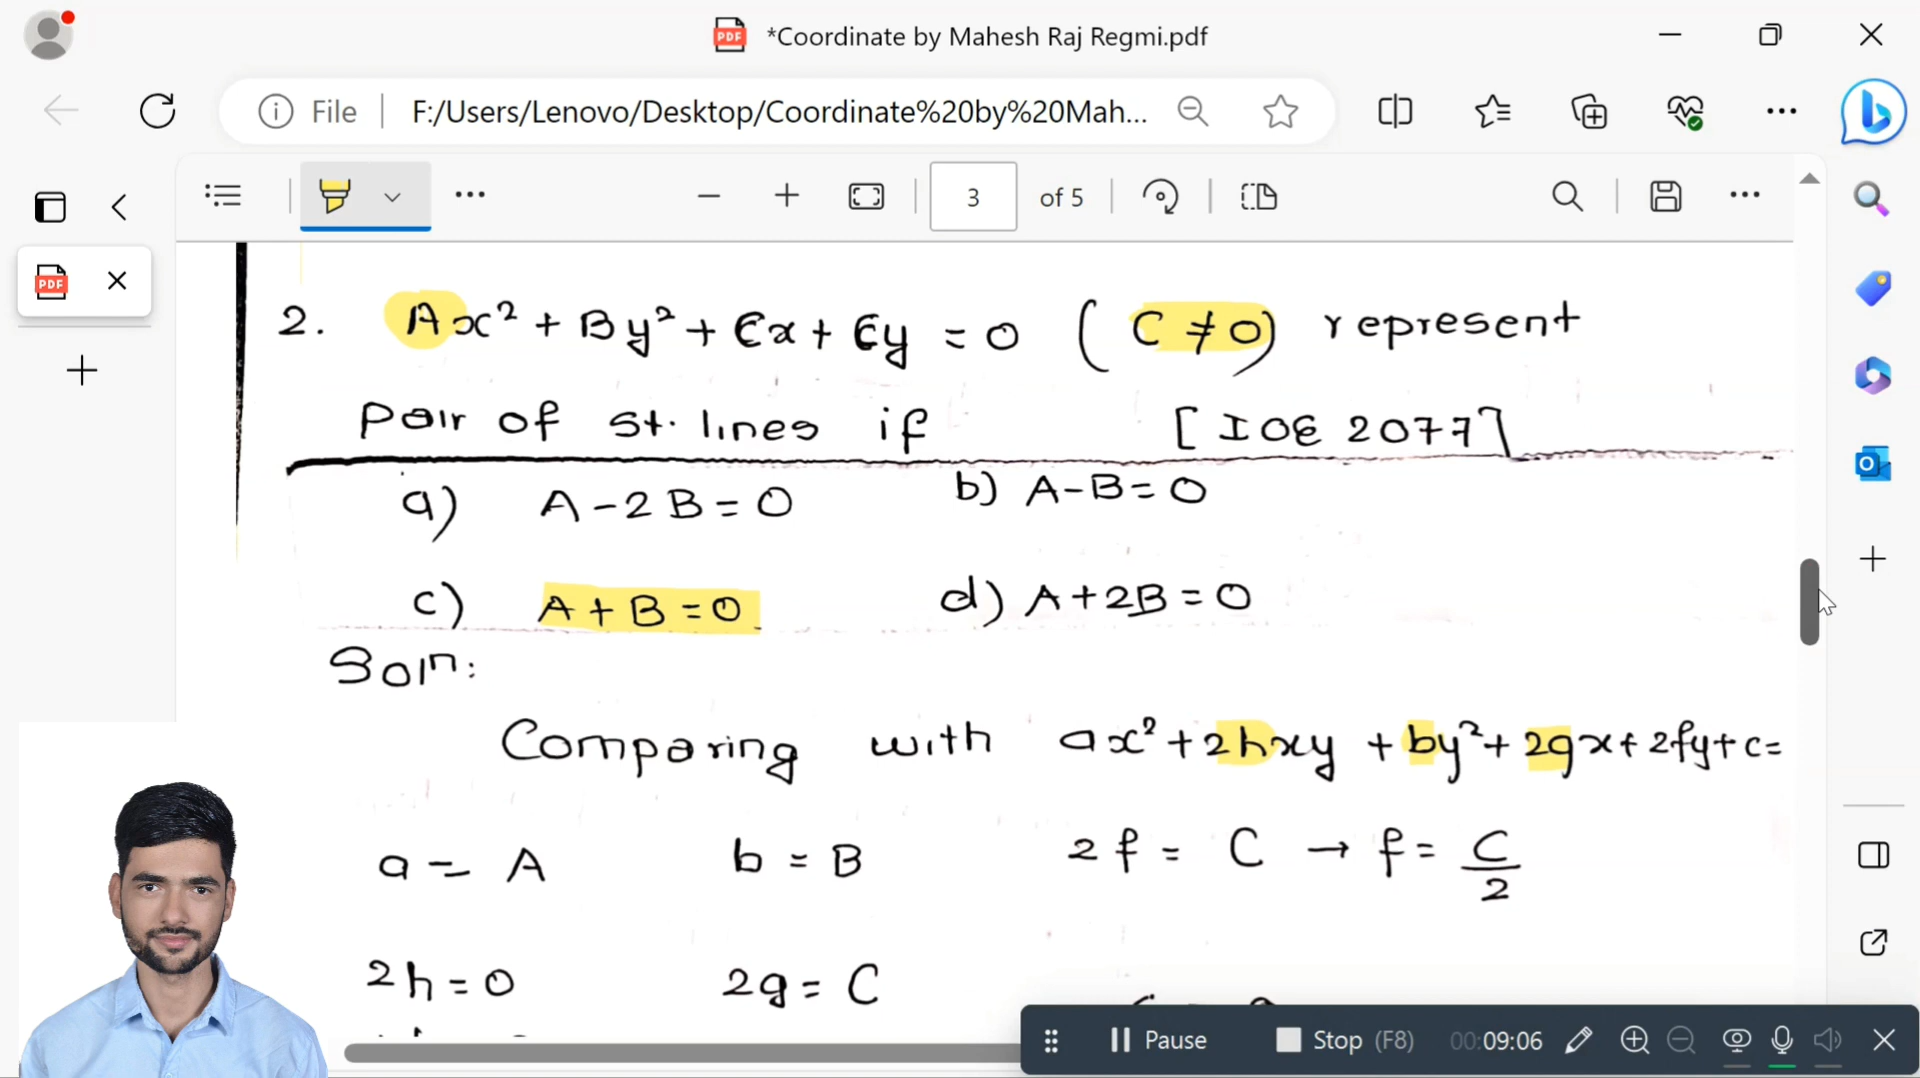 *Coordinate by Mahesh Raj Regmi.pdf
File F:/Users/Lenovo/Desktop/Coordinate%20by%20Mah...
3 of 5
2. Ax² + By² + Cx + Cy = 0 ( C ≠ 0) represent
Pair of st. lines if [ IOE 2077]
a) A - 2B = 0 b) A - B = 0
c) A + B = 0 d) A + 2B = 0
Soln:
Comparing with ax² + 2hxy + by² + 2gx + 2fy + c =
a = A b = B 2f = C → f = C/2
2h = 0 2g = C
Pause Stop (F8) 00:09:06